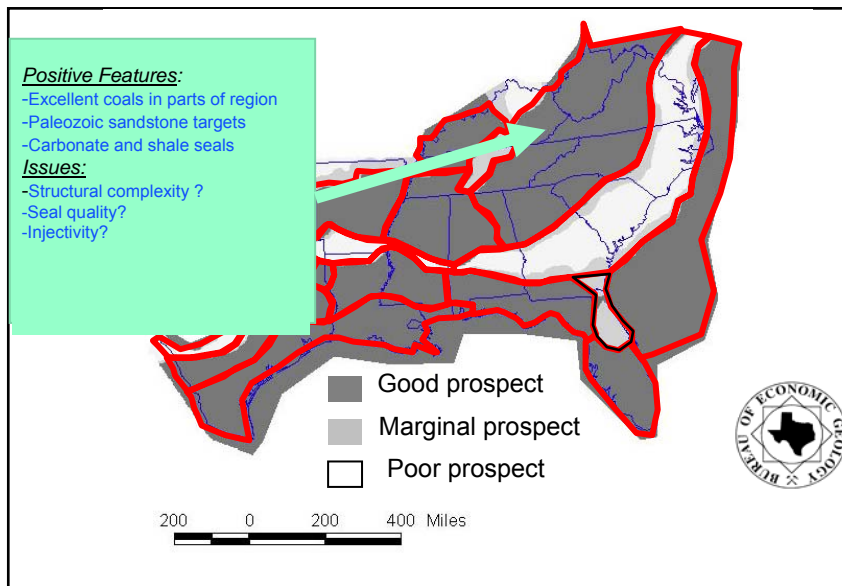 Positive Features:
-Excellent coals in parts of region
-Paleozoic sandstone targets
-Carbonate and shale seals
Issues:
-Structural complexity ?
-Seal quality?
-Injectivity?
Good prospect
Marginal prospect
Poor prospect
200 0 200 400 Miles
BUREAU OF ECONOMIC GEOLOGY